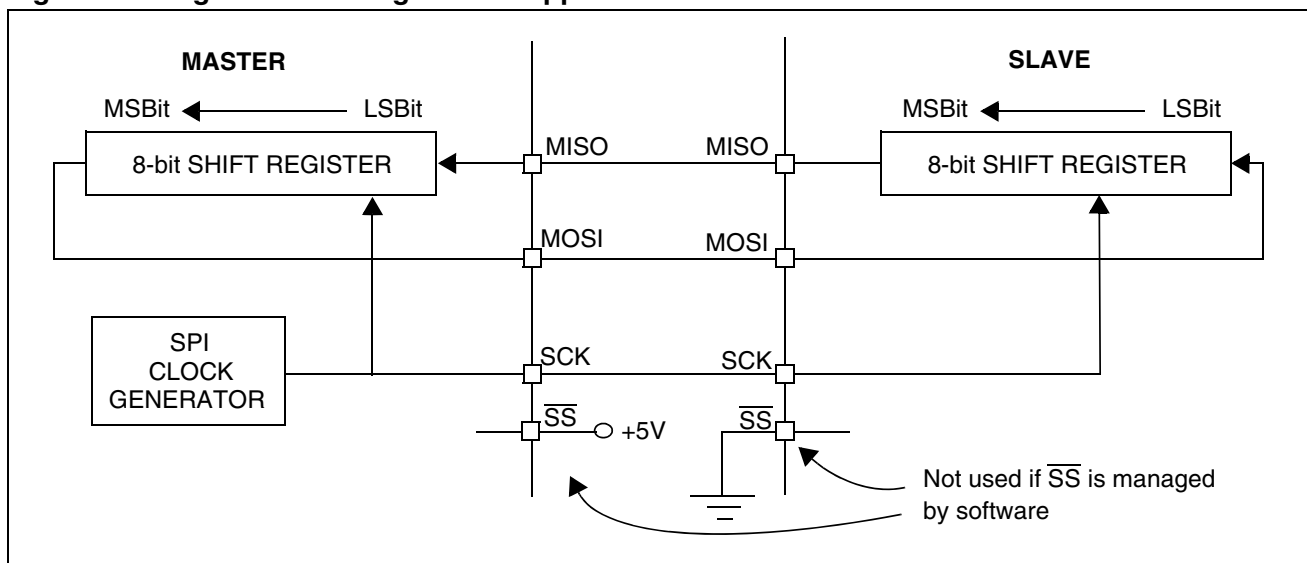 MASTER
SLAVE
MSBit LSBit
MSBit LSBit
8-bit SHIFT REGISTER
8-bit SHIFT REGISTER
MISO MISO
MOSI MOSI
SPI
CLOCK
GENERATOR
SCK SCK
SS +5V
SS
Not used if SS is managed
by software